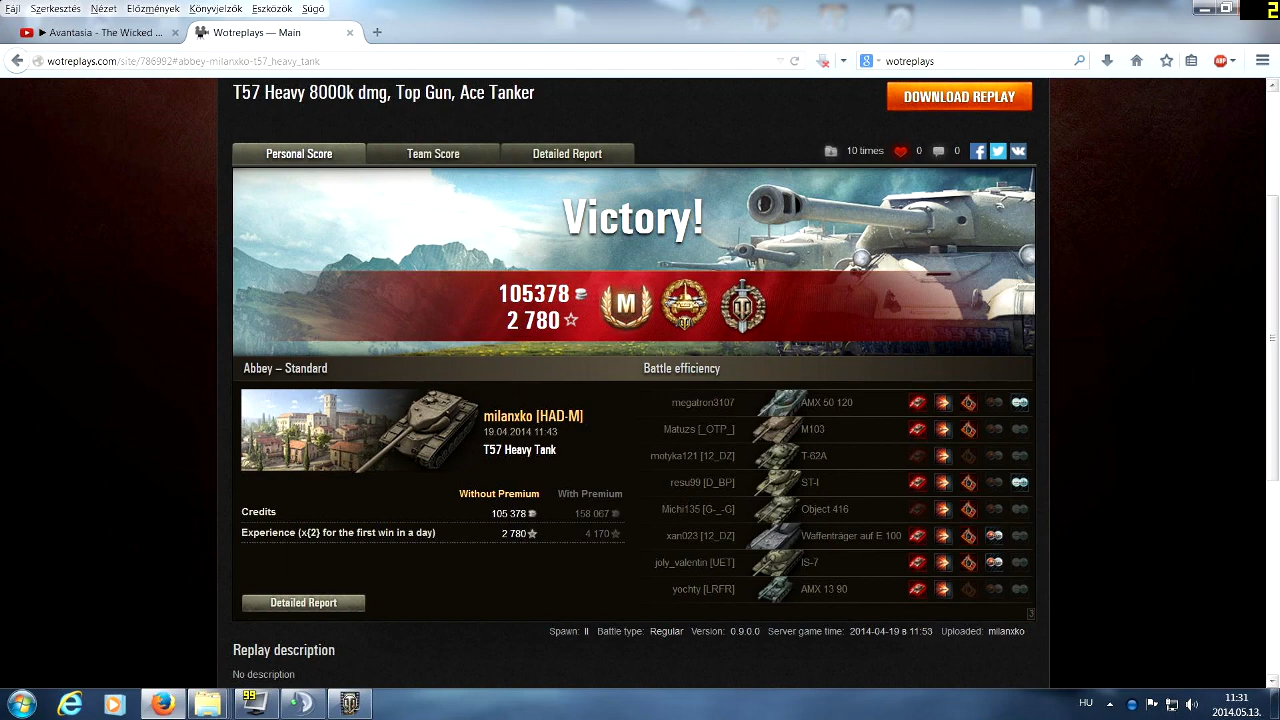 Fájl Szerkesztés Nézet Előzmények Könyvjelzők Eszközök Súgó
2
Avantasia - The Wicked ... × Wotreplays — Main × +
wotreplays.com/site/786992#abbey-milanxko-t57_heavy_tank wotreplays ABP
T57 Heavy 8000k dmg, Top Gun, Ace Tanker DOWNLOAD REPLAY
Personal Score Team Score Detailed Report 10 times 0 0
Victory!
105378 M
2 780
Abbey – Standard Battle efficiency
megatron3107 AMX 50 120
milanxko [HAD-M]
19.04.2014 11:43
Matuzs [_OTP_] M103
T57 Heavy Tank
motyka121 [12_DZ] T-62A
resu99 [D_BP] ST-I
Without Premium With Premium
Credits 105 378 158 067
Michi135 [G-_-G] Object 416
Experience (x{2} for the first win in a day) 2 780 4 170
xan023 [12_DZ] Waffenträger auf E 100
joly_valentin [UET] IS-7
yochty [LRFR] AMX 13 90
Detailed Report
3
Spawn: II Battle type: Regular Version: 0.9.0.0 Server game time: 2014-04-19 в 11:53 Uploaded: milanxko
Replay description
No description
99 HU 11:31
2014.05.13.